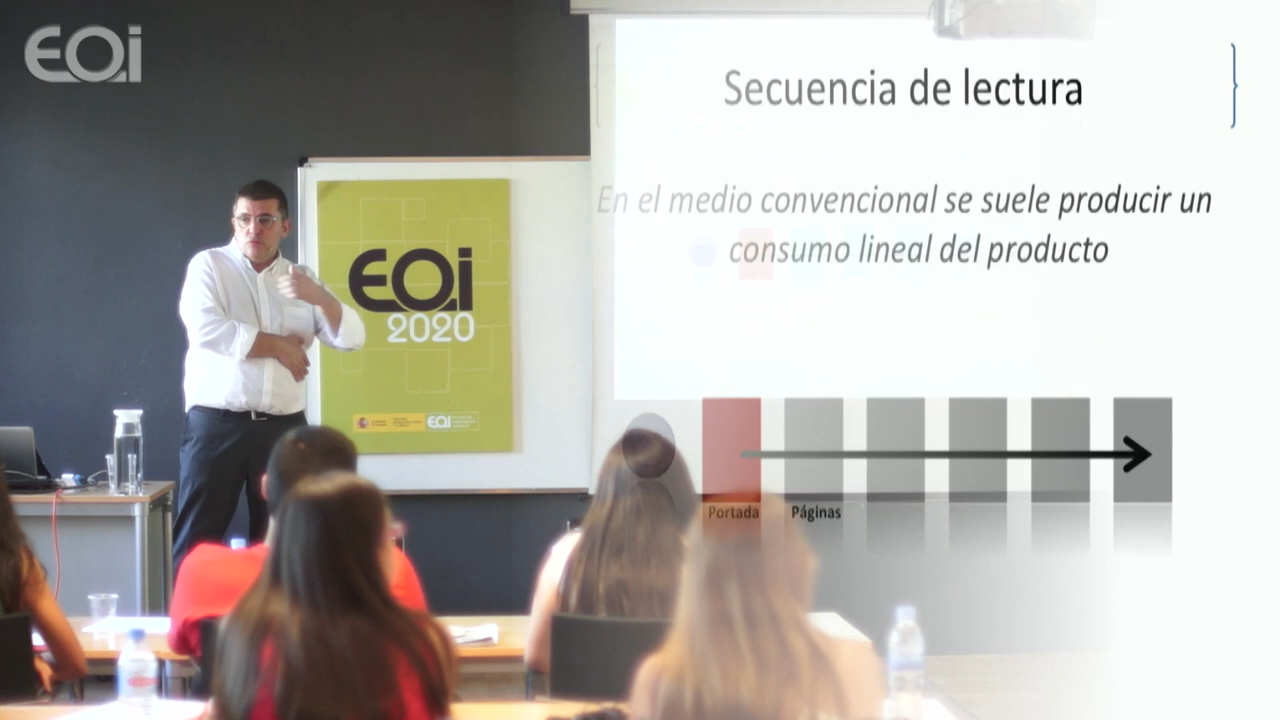 EOi
Secuencia de lectura
En el medio convencional se suele producir un
consumo lineal del producto
EOi
2020
EOi
Portada Páginas